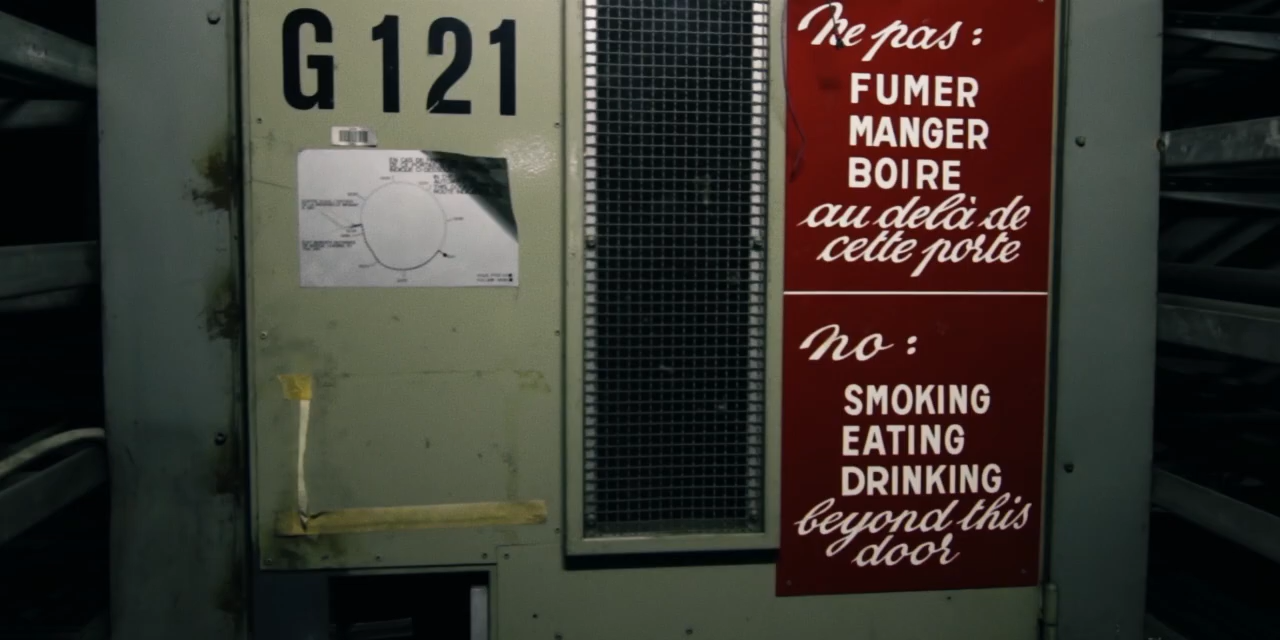 G 121
Ne pas :
FUMER
MANGER
BOIRE
au delà de
cette porte
no :
SMOKING
EATING
DRINKING
beyond this
door